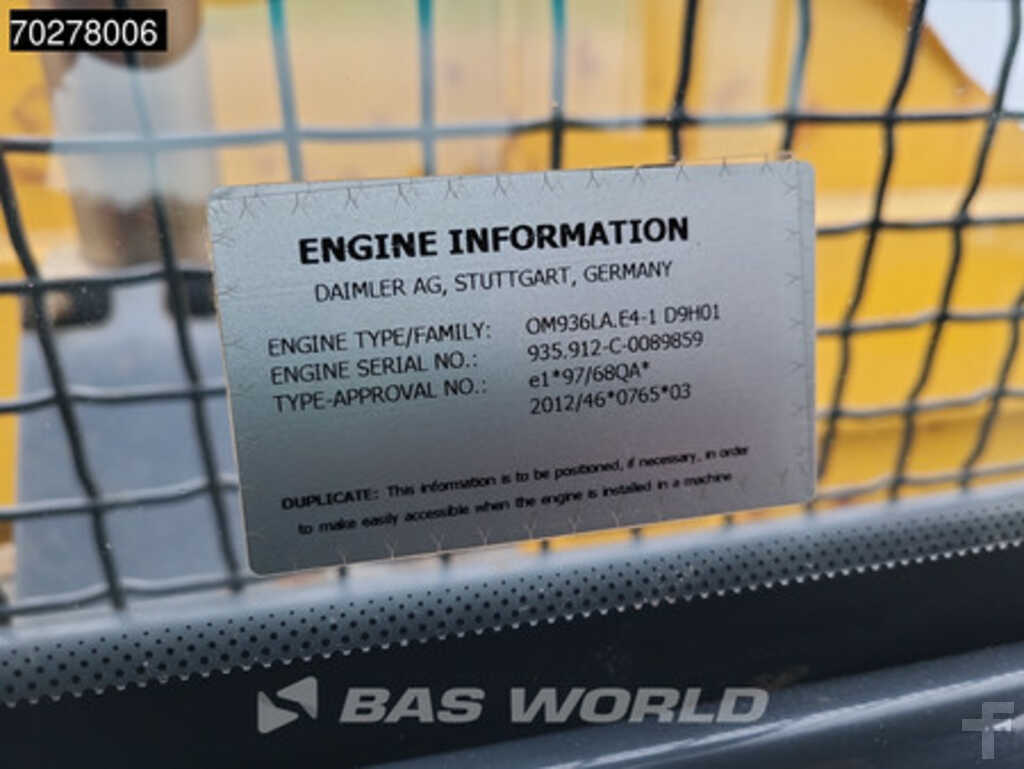 70278006
ENGINE INFORMATION
DAIMLER AG, STUTTGART, GERMANY
ENGINE TYPE/FAMILY: OM936LA.E4-1 D9H01
ENGINE SERIAL NO.: 935.912-C-0089859
TYPE-APPROVAL NO.: e1*97/68QA*
2012/46*0765*03
DUPLICATE: This information is to be positioned, if necessary, in order
to make easily accessible when the engine is installed in a machine
BAS WORLD